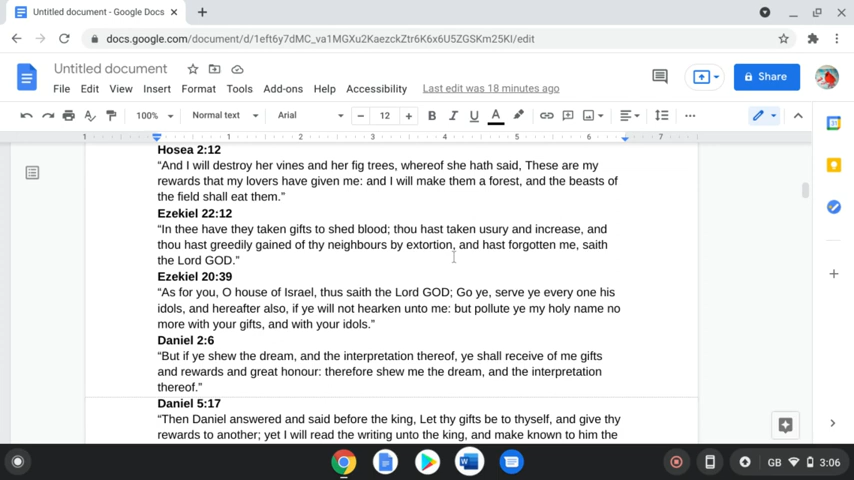 Untitled document - Google Docs
docs.google.com/document/d/1eft6y7dMC_va1MGXu2KaezckZtr6K6x6U5ZGSKm25KI/edit
Untitled document
File Edit View Insert Format Tools Add-ons Help Accessibility Last edit was 18 minutes ago
Share
100% Normal text Arial 12 B I U A
1 1 2 3 4 5 6 7
Hosea 2:12
“And I will destroy her vines and her fig trees, whereof she hath said, These are my
rewards that my lovers have given me: and I will make them a forest, and the beasts of
the field shall eat them.”
Ezekiel 22:12
“In thee have they taken gifts to shed blood; thou hast taken usury and increase, and
thou hast greedily gained of thy neighbours by extortion, and hast forgotten me, saith
the Lord GOD.”
Ezekiel 20:39
“As for you, O house of Israel, thus saith the Lord GOD; Go ye, serve ye every one his
idols, and hereafter also, if ye will not hearken unto me: but pollute ye my holy name no
more with your gifts, and with your idols.”
Daniel 2:6
“But if ye shew the dream, and the interpretation thereof, ye shall receive of me gifts
and rewards and great honour: therefore shew me the dream, and the interpretation
thereof.”
Daniel 5:17
“Then Daniel answered and said before the king, Let thy gifts be to thyself, and give thy
rewards to another; yet I will read the writing unto the king, and make known to him the
GB 3:06